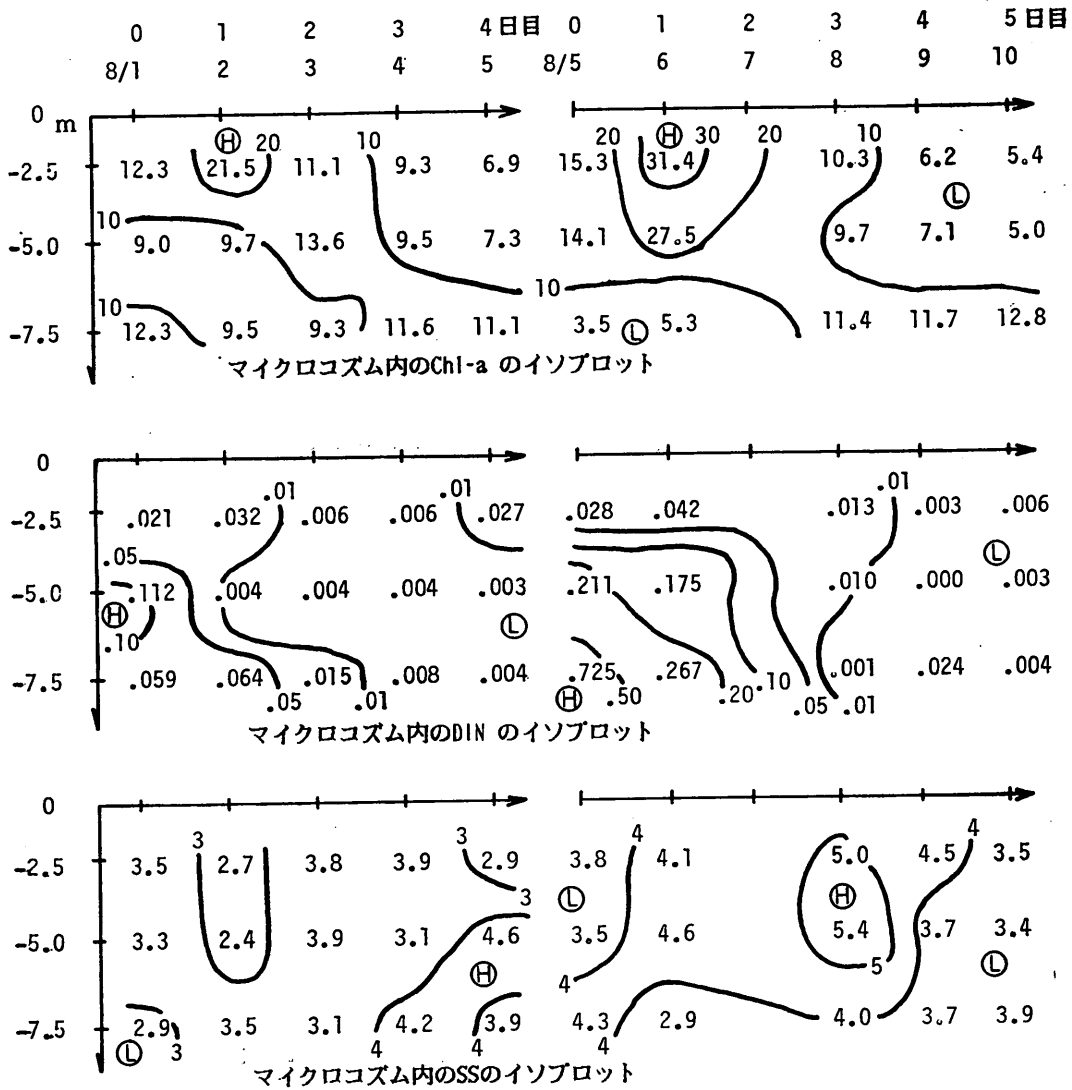 0 1 2 3 4日目 0 1 2 3 4 5日目
8/1 2 3 4 5 8/5 6 7 8 9 10
0
m
Ⓗ 20 10 20 Ⓗ 30 20 10
-2.5 12.3 21.5 11.1 9.3 6.9 15.3 31.4 10.3 6.2 5.4
Ⓛ
10
-5.0 9.0 9.7 13.6 9.5 7.3 14.1 27.5 9.7 7.1 5.0
10
10
-7.5 12.3 9.5 9.3 11.6 11.1 3.5 Ⓛ 5.3 11.4 11.7 12.8
マイクロコズム内のChl-a のイソプロット
0
.01 .01 .01
-2.5 .021 .032 .006 .006 .027 .028 .042 .013 .003 .006
.05 Ⓛ
-5.0 .112 .004 .004 .004 .003 .211 .175 .010 .000 .003
Ⓗ Ⓛ
.10
-7.5 .059 .064 .015 .008 .004 .725 .267 .001 .024 .004
.05 .01 Ⓗ .50 .20 .10 .05 .01
マイクロコズム内のDIN のイソプロット
0
3 3 4 4
-2.5 3.5 2.7 3.8 3.9 2.9 3.8 4.1 5.0 4.5 3.5
3 Ⓛ Ⓗ
-5.0 3.3 2.4 3.9 3.1 4.6 3.5 4.6 5.4 3.7 3.4
Ⓗ 4 5 Ⓛ
-7.5 2.9 3.5 3.1 4.2 3.9 4.3 2.9 4.0 3.7 3.9
Ⓛ 3 4 4 4
マイクロコズム内のSSのイソプロット